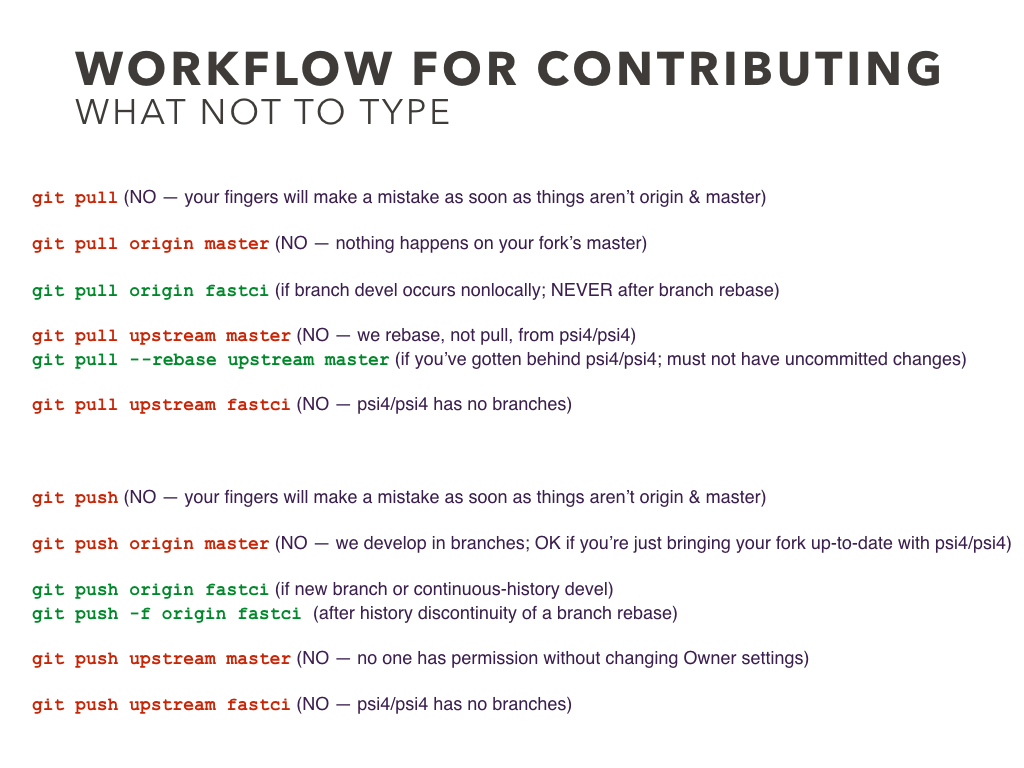 WORKFLOW FOR CONTRIBUTING
WHAT NOT TO TYPE
git pull (NO — your fingers will make a mistake as soon as things aren’t origin & master)
git pull origin master (NO — nothing happens on your fork’s master)
git pull origin fastci (if branch devel occurs nonlocally; NEVER after branch rebase)
git pull upstream master (NO — we rebase, not pull, from psi4/psi4)
git pull --rebase upstream master (if you’ve gotten behind psi4/psi4; must not have uncommitted changes)
git pull upstream fastci (NO — psi4/psi4 has no branches)
git push (NO — your fingers will make a mistake as soon as things aren’t origin & master)
git push origin master (NO — we develop in branches; OK if you’re just bringing your fork up-to-date with psi4/psi4)
git push origin fastci (if new branch or continuous-history devel)
git push -f origin fastci (after history discontinuity of a branch rebase)
git push upstream master (NO — no one has permission without changing Owner settings)
git push upstream fastci (NO — psi4/psi4 has no branches)